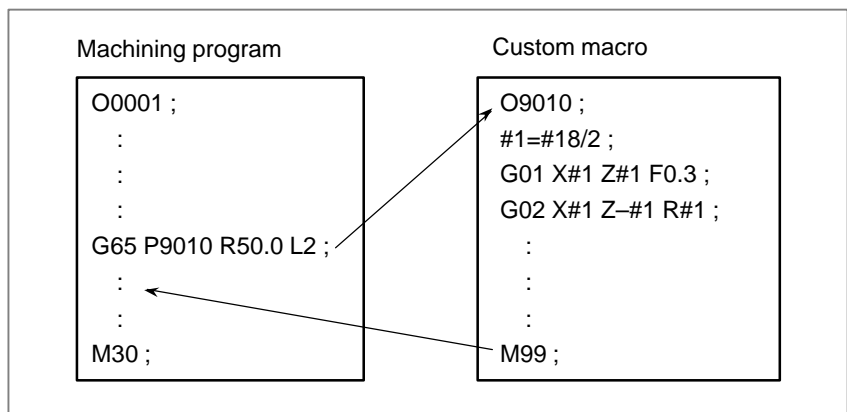 Machining program
O0001 ;
:
:
:
G65 P9010 R50.0 L2 ;
:
:
M30 ;
Custom macro
O9010 ;
#1=#18/2 ;
G01 X#1 Z#1 F0.3 ;
G02 X#1 Z–#1 R#1 ;
:
:
:
M99 ;